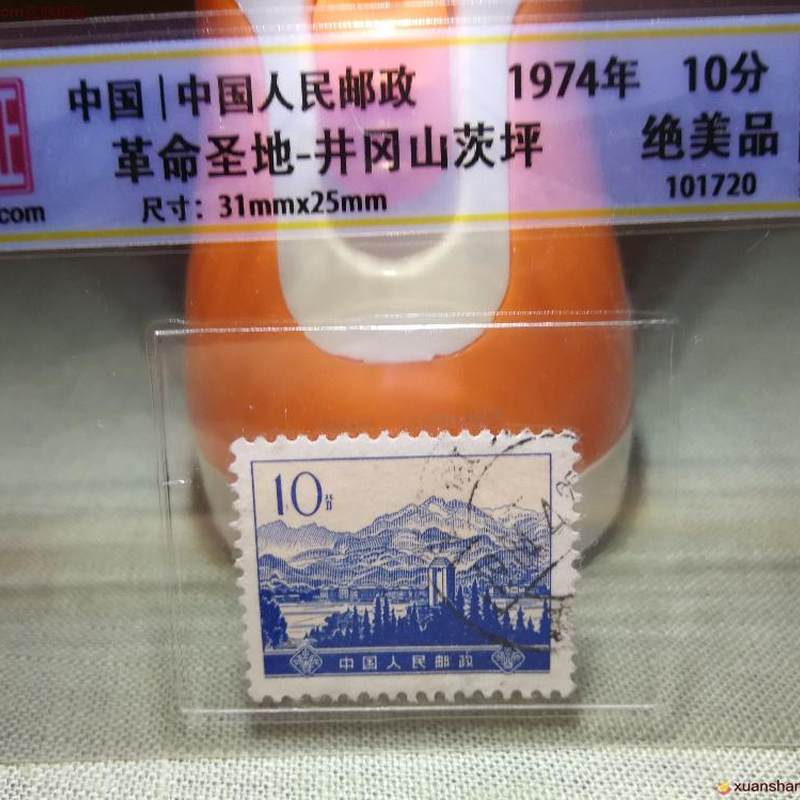 中国|中国人民邮政 1974年 10分
革命圣地-井冈山茨坪 绝美品
尺寸：31mmx25mm 101720
证
.com
10分
中国人民邮政
xuanshan